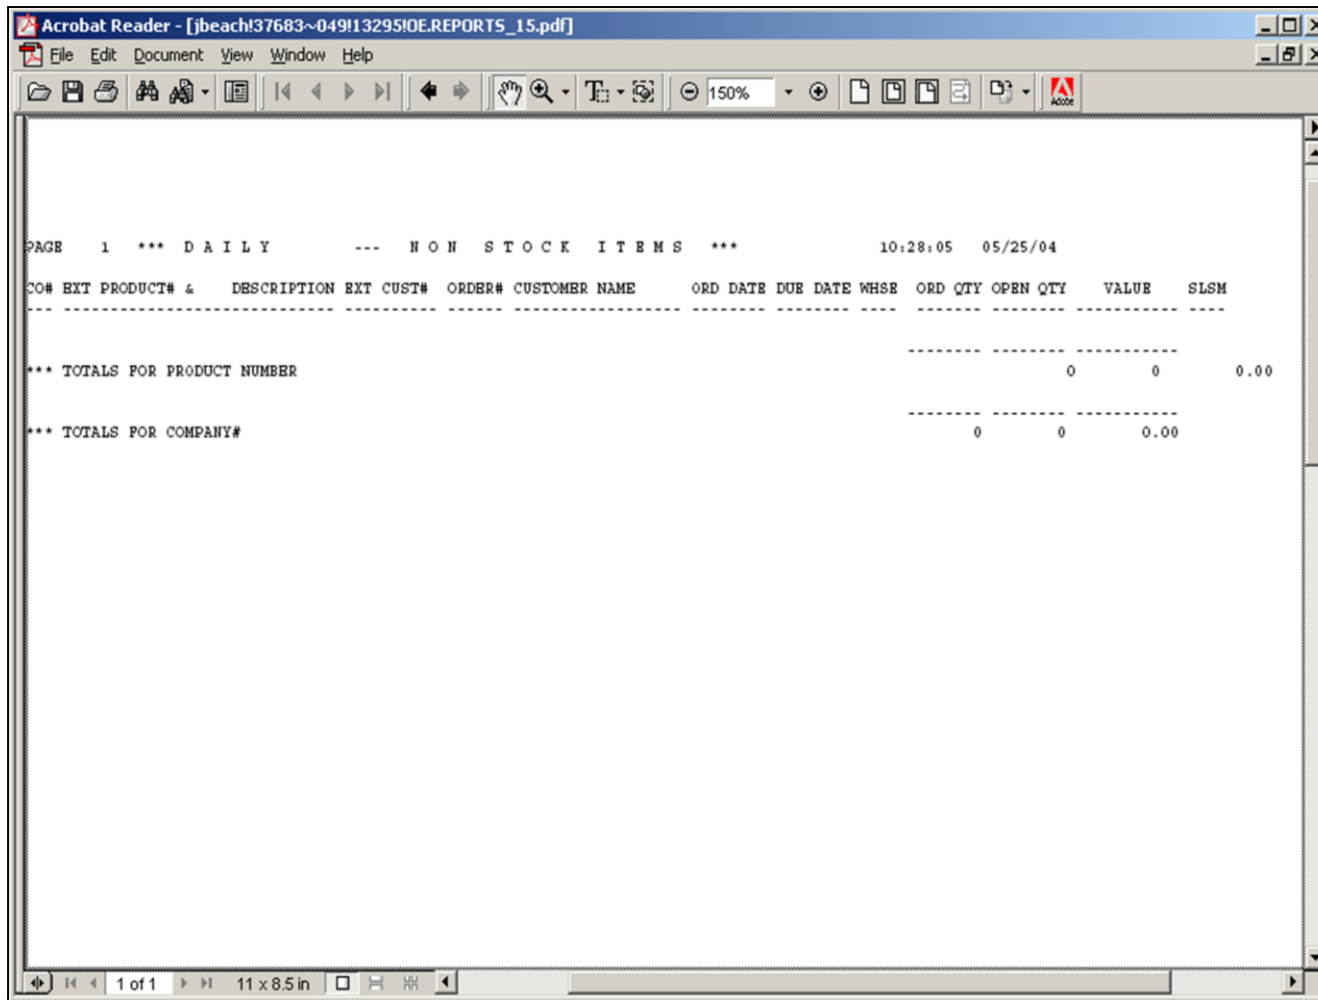 Acrobat Reader - [jbeach!37683~049!13295!OE.REPORTS_15.pdf]
File Edit Document View Window Help
150%
Adobe
PAGE 1 *** D A I L Y --- N O N S T O C K I T E M S *** 10:28:05 05/25/04
CO# EXT PRODUCT# & DESCRIPTION EXT CUST# ORDER# CUSTOMER NAME ORD DATE DUE DATE WHSE ORD QTY OPEN QTY VALUE SLSM
--- ----------------------------- ---------- ------ ------------------ -------- -------- ---- ------- -------- ----------- ----
-------- -------- -----------
*** TOTALS FOR PRODUCT NUMBER 0 0 0.00
-------- -------- -----------
*** TOTALS FOR COMPANY# 0 0 0.00
1 of 1 11 x 8.5 in